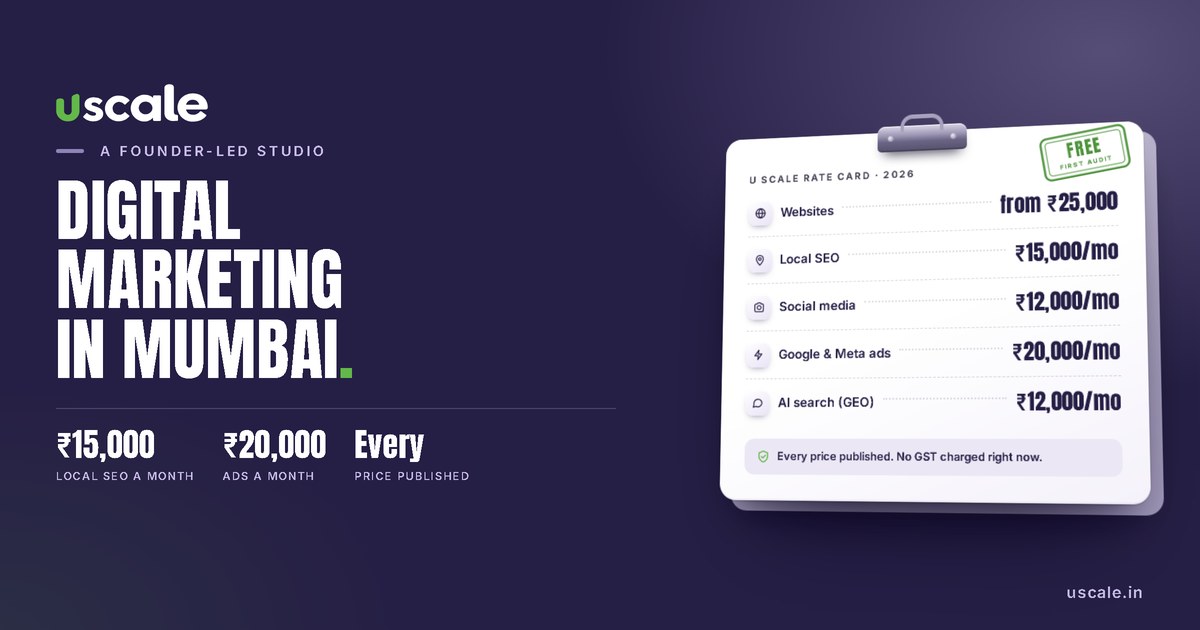 uscale
A FOUNDER-LED STUDIO
DIGITAL
MARKETING
IN MUMBAI.
₹15,000
LOCAL SEO A MONTH
₹20,000
ADS A MONTH
Every
PRICE PUBLISHED
U SCALE RATE CARD · 2026
FREE
FIRST AUDIT
Websites from ₹25,000
Local SEO ₹15,000/mo
Social media ₹12,000/mo
Google & Meta ads ₹20,000/mo
AI search (GEO) ₹12,000/mo
Every price published. No GST charged right now.
uscale.in